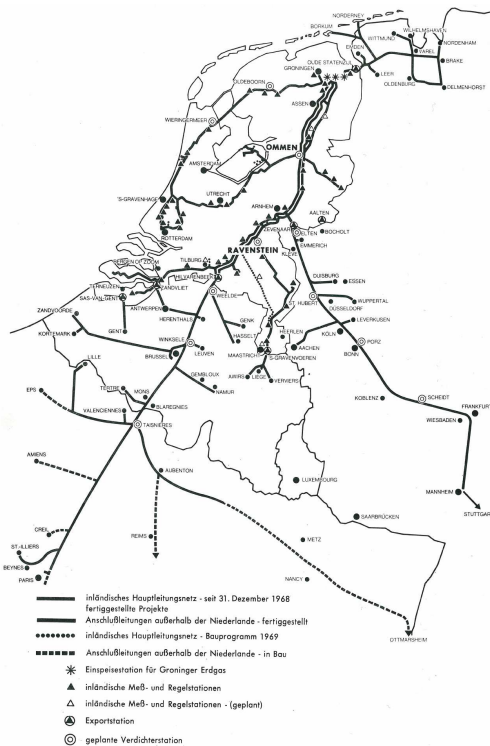 NORDERNEY
BORKUM
WITTMUND
WILHELMSHAVEN
EMDEN
VAREL
NORDENHAM
OUDE STATENZIJL
GRONINGEN
BRAKE
LEER
OLDENBURG
DELMENHORST
OLDEBOORN
ASSEN
WIERINGERMEER
OMMEN
AMSTERDAM
'S-GRAVENHAGE
UTRECHT
ARNHEM
AALTEN
ROTTERDAM
ZEVENAAR
ELTEN
BOCHOLT
EMMERICH
RAVENSTEIN
KLEVE
BERGEN OP ZOOM
TILBURG
HILVARENBEEK
DUISBURG
ESSEN
TERNEUZEN
ZANDVLIET
SAS-VAN-GENT
WEELDE
ST. HUBERT
WUPPERTAL
ZANDVOORDE
ANTWERPEN
DÜSSELDORF
GENT
HERENTHALS
GENK
HEERLEN
LEVERKUSEN
KORTEMARK
WINKSELE
HASSELT
KÖLN
AACHEN
BRUSSEL
LEUVEN
MAASTRICHT
'S-GRAVENVOEREN
PORZ
BONN
LILLE
GEMBLOUX
LIEGE
VERVIERS
EPS
TERTRE
MONS
NAMUR
KOBLENZ
SCHEIDT
FRANKFURT
BLAREGNIES
WIESBADEN
VALENCIENNES
TAISNIERES
AMIENS
AUBENTON
LUXEMBOURG
MANNHEIM
STUTTGAR
SAARBRÜCKEN
CREIL
REIMS
METZ
ST.-ILLIERS
BEYNES
NANCY
PARIS
OTTMARSHEIM
inländisches Hauptleitungsnetz - seit 31. Dezember 1968
fertiggestellte Projekte
Anschlußleitungen außerhalb der Niederlande - fertiggestellt
inländisches Hauptleitungsnetz - Bauprogramm 1969
Anschlußleitungen außerhalb der Niederlande - in Bau
Einspeisestation für Groninger Erdgas
inländische Meß- und Regelstationen
inländische Meß- und Regelstationen - (geplant)
Exportstation
geplante Verdichterstation